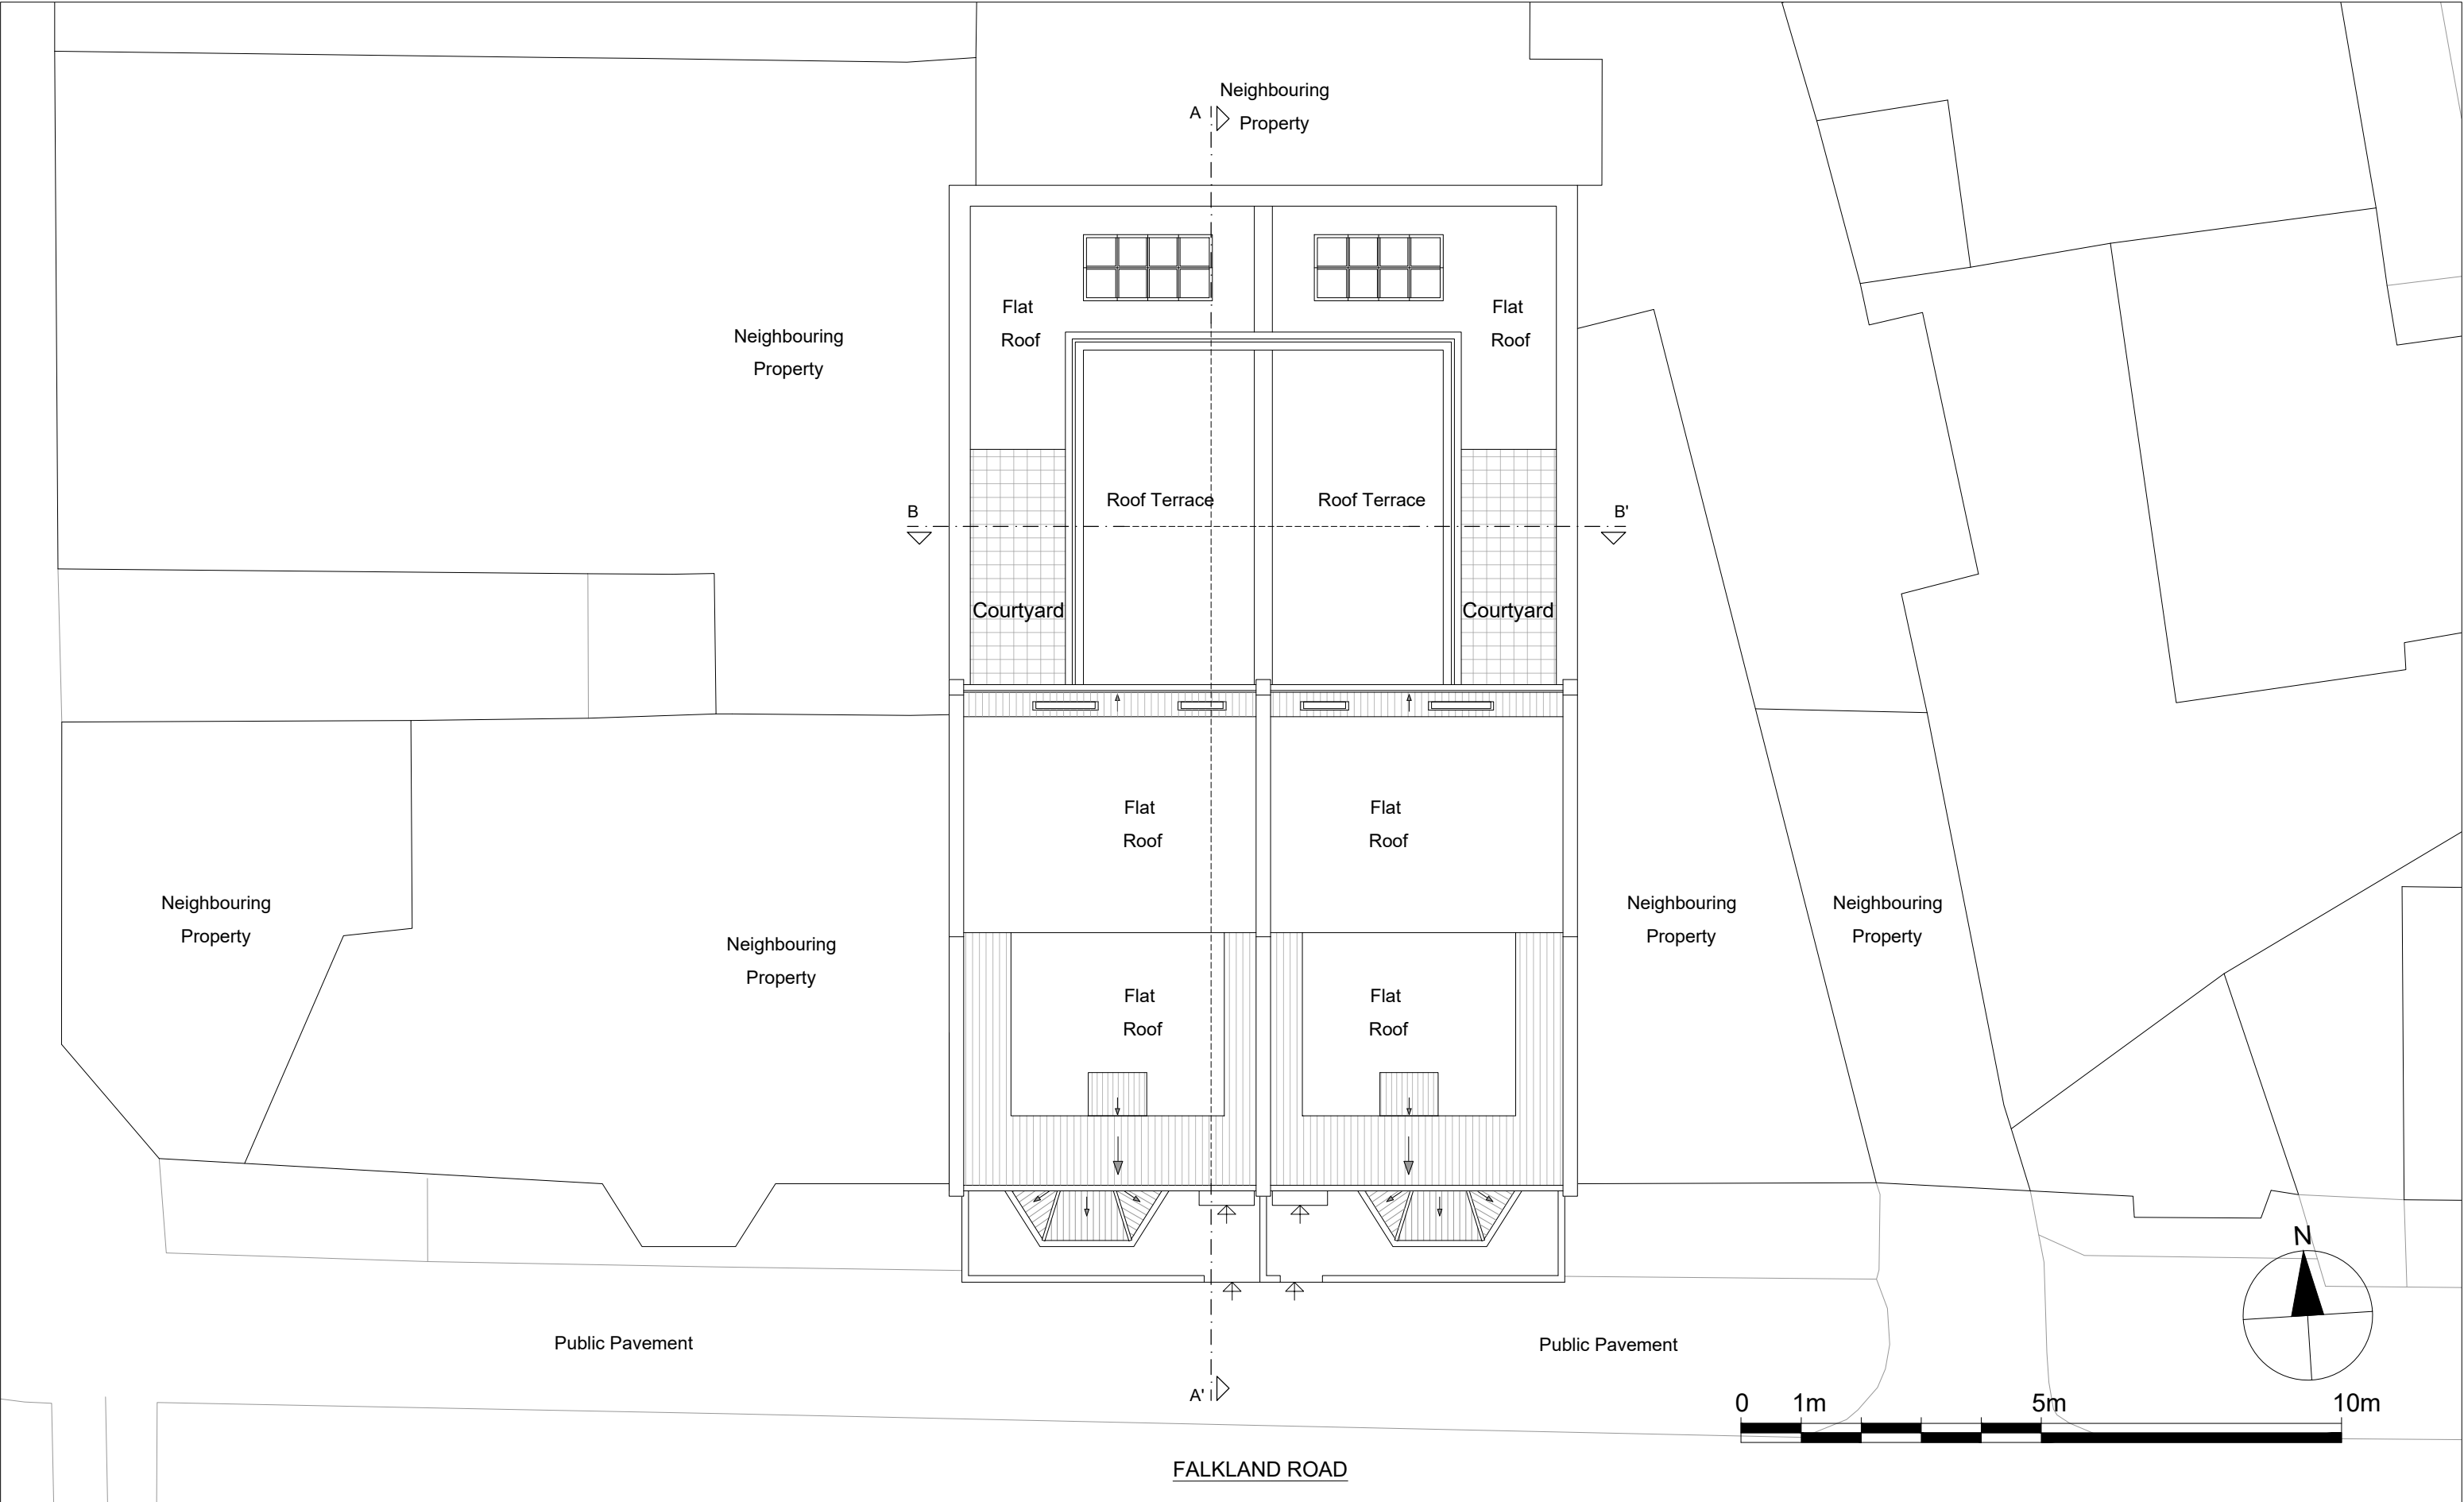 Neighbouring
Property
A
Flat
Roof
Flat
Roof
Neighbouring
Property
Roof Terrace
Roof Terrace
B
B'
Courtyard
Courtyard
Flat
Roof
Flat
Roof
Neighbouring
Property
Neighbouring
Property
Neighbouring
Property
Neighbouring
Property
Flat
Roof
Flat
Roof
N
Public Pavement
Public Pavement
A'
0 1m 5m 10m
FALKLAND ROAD